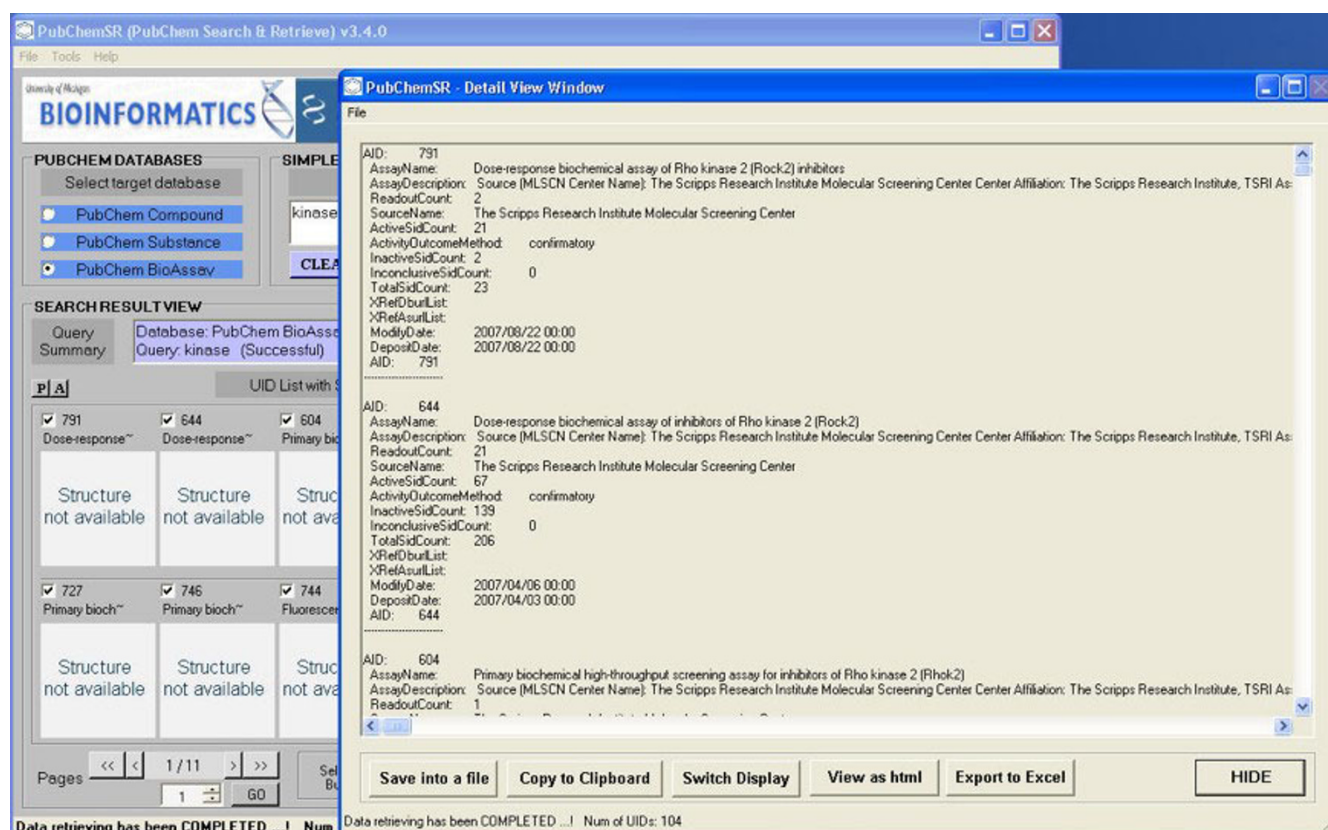 PubChemSR (PubChem Search & Retrieve) v3.4.0
File Tools Help
University of Michigan
BIOINFORMATICS
PUBCHEM DATABASES
Select target database
PubChem Compound
PubChem Substance
PubChem BioAssay
SIMPLE
kinase
CLEA
SEARCH RESULT VIEW
Query Summary
Database: PubChem BioAssa
Query: kinase (Successful)
P A
UID List with S
791
Dose-response~
644
Dose-response~
604
Primary bio
Structure
not available
Structure
not available
Struc
not ava
727
Primary bioch~
746
Primary bioch~
744
Fluorescen
Structure
not available
Structure
not available
Struc
not ava
Pages
<< < 1/11 > >>
1 GO
Sel
Bu
Data retrieving has been COMPLETED ...! Num
PubChemSR - Detail View Window
File
AID: 791
AssayName: Dose-response biochemical assay of Rho kinase 2 (Rock2) inhibitors
AssayDescription: Source (MLSCN Center Name): The Scripps Research Institute Molecular Screening Center Center Affiliation: The Scripps Research Institute, TSRI As
ReadoutCount: 2
SourceName: The Scripps Research Institute Molecular Screening Center
ActiveSidCount: 21
ActivityOutcomeMethod: confirmatory
InactiveSidCount: 2
InconclusiveSidCount: 0
TotalSidCount: 23
XRefDburlList:
XRefAsurlList:
ModifyDate: 2007/08/22 00:00
DepositDate: 2007/08/22 00:00
AID: 791
----------------------
AID: 644
AssayName: Dose-response biochemical assay of inhibitors of Rho kinase 2 (Rock2)
AssayDescription: Source (MLSCN Center Name): The Scripps Research Institute Molecular Screening Center Center Affiliation: The Scripps Research Institute, TSRI As
ReadoutCount: 21
SourceName: The Scripps Research Institute Molecular Screening Center
ActiveSidCount: 67
ActivityOutcomeMethod: confirmatory
InactiveSidCount: 139
InconclusiveSidCount: 0
TotalSidCount: 206
XRefDburlList:
XRefAsurlList:
ModifyDate: 2007/04/06 00:00
DepositDate: 2007/04/03 00:00
AID: 644
----------------------
AID: 604
AssayName: Primary biochemical high-throughput screening assay for inhibitors of Rho kinase 2 (Rhok2)
AssayDescription: Source (MLSCN Center Name): The Scripps Research Institute Molecular Screening Center Center Affiliation: The Scripps Research Institute, TSRI As
ReadoutCount: 1
Save into a file
Copy to Clipboard
Switch Display
View as html
Export to Excel
HIDE
Data retrieving has been COMPLETED ...! Num of UIDs: 104